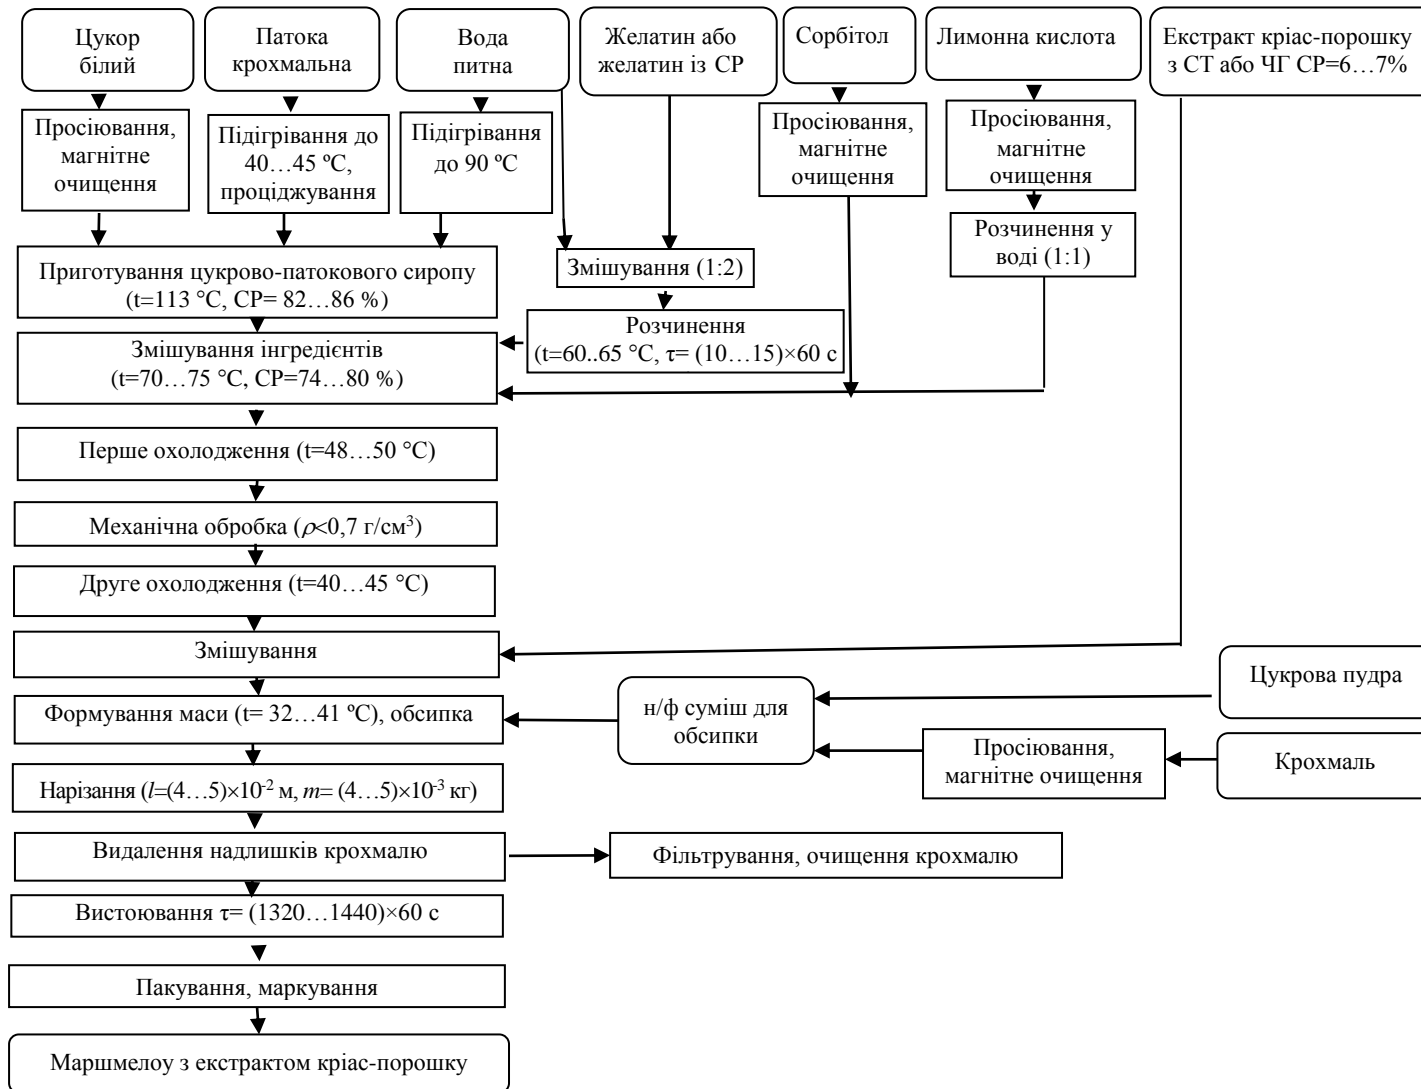 Цукор
білий
Патока
крохмальна
Вода
питна
Желатин або
желатин із СР
Сорбітол
Лимонна кислота
Екстракт кріас-порошку
з СТ або ЧГ СР=6…7%
Просіювання,
магнітне
очищення
Підігрівання до
40…45 ºС,
проціджування
Підігрівання
до 90 ºС
Просіювання,
магнітне
очищення
Просіювання,
магнітне
очищення
Розчинення у
воді (1:1)
Приготування цукрово-патокового сиропу
(t=113 °С, СР= 82…86 %)
Змішування (1:2)
Розчинення
(t=60..65 °С, τ= (10…15)×60 с
Змішування інгредієнтів
(t=70…75 °С, СР=74…80 %)
Перше охолодження (t=48…50 °С)
Механічна обробка (ρ<0,7 г/см³)
Друге охолодження (t=40…45 °С)
Змішування
Формування маси (t= 32…41 ºС), обсипка
н/ф суміш для
обсипки
Цукрова пудра
Просіювання,
магнітне очищення
Крохмаль
Нарізання (l=(4…5)×10⁻² м, m= (4…5)×10⁻³ кг)
Видалення надлишків крохмалю
Фільтрування, очищення крохмалю
Вистоювання τ= (1320…1440)×60 с
Пакування, маркування
Маршмелоу з екстрактом кріас-порошку